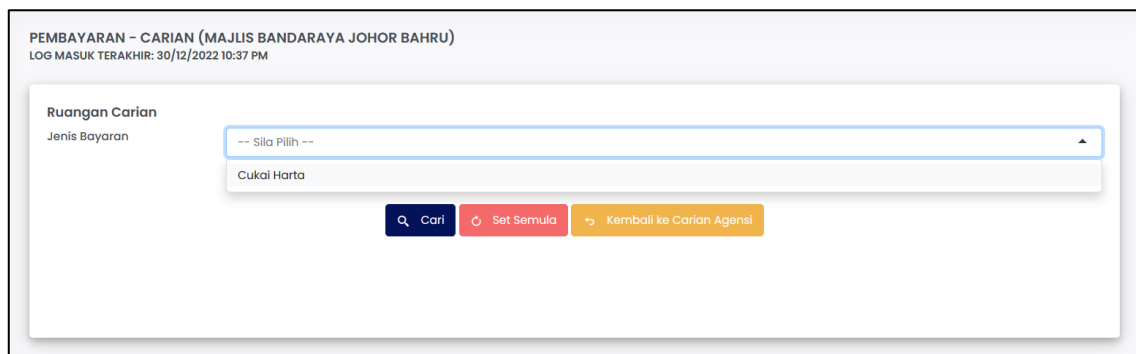 PEMBAYARAN - CARIAN (MAJLIS BANDARAYA JOHOR BAHRU)
LOG MASUK TERAKHIR: 30/12/2022 10:37 PM
Ruangan Carian
Jenis Bayaran
-- Sila Pilih --
Cukai Harta
Cari Set Semula Kembali ke Carian Agensi